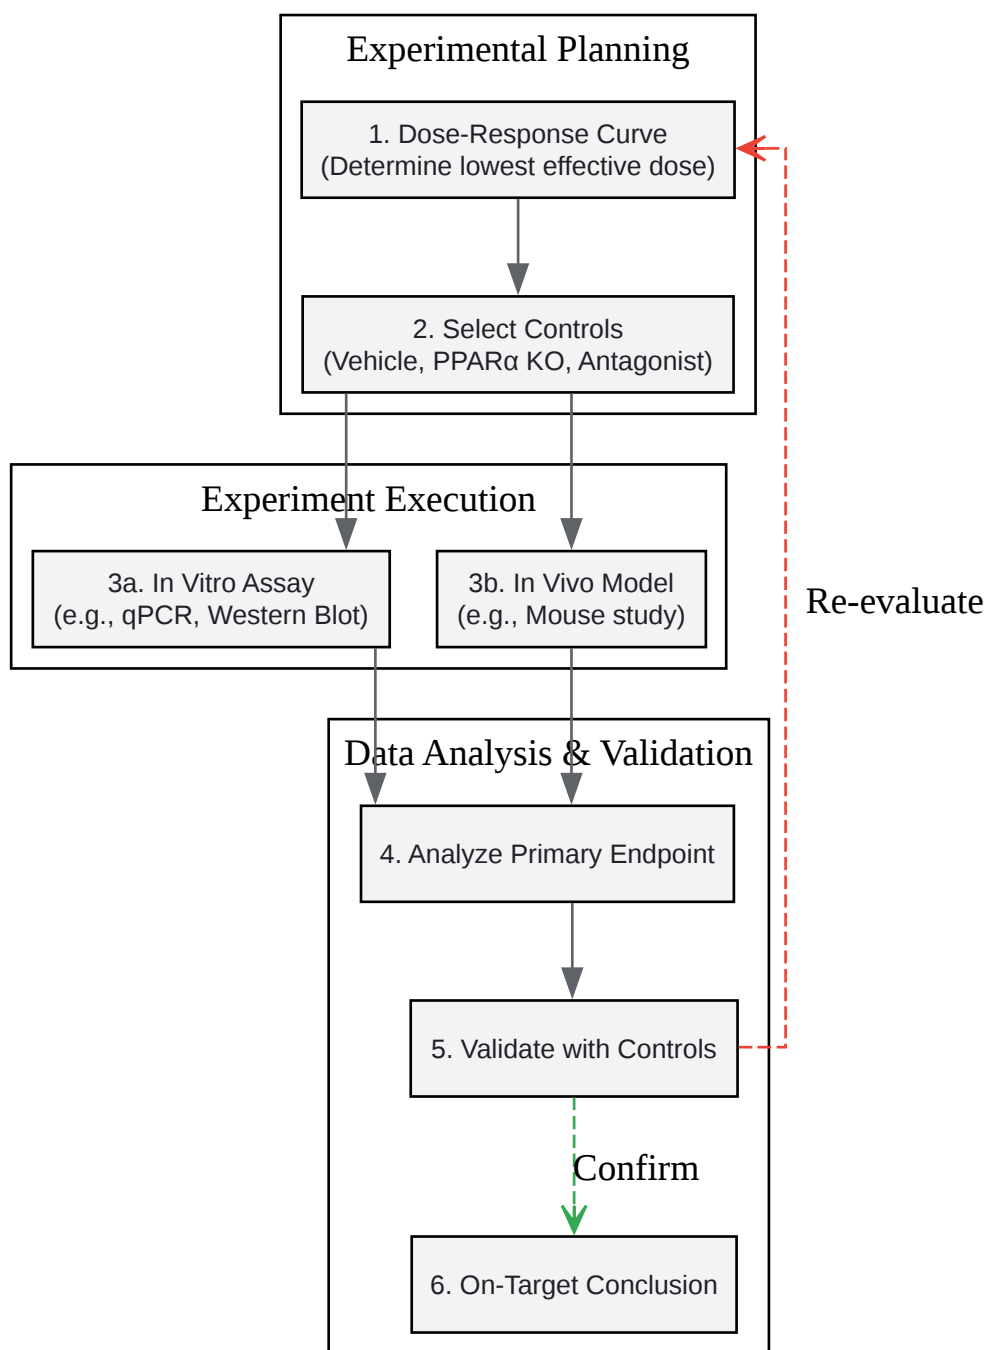 Experimental Planning
1. Dose-Response Curve
(Determine lowest effective dose)
2. Select Controls
(Vehicle, PPARα KO, Antagonist)
Experiment Execution
3a. In Vitro Assay
(e.g., qPCR, Western Blot)
3b. In Vivo Model
(e.g., Mouse study)
Re-evaluate
Data Analysis & Validation
4. Analyze Primary Endpoint
5. Validate with Controls
Confirm
6. On-Target Conclusion